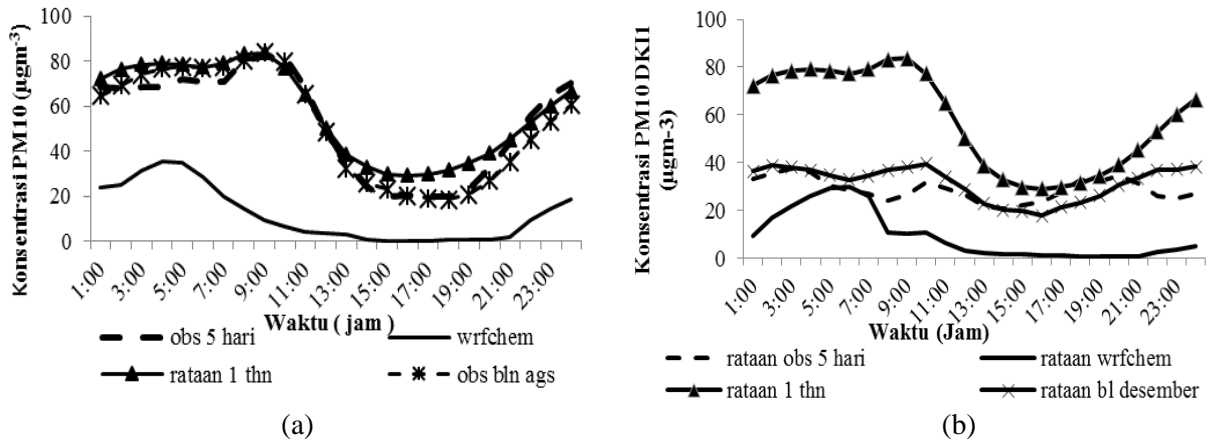 Konsentrasi PM10 (µgm-3)
100
80
60
40
20
0
1:00
3:00
5:00
7:00
9:00
11:00
13:00
15:00
17:00
19:00
21:00
23:00
Waktu ( jam )
obs 5 hari
wrfchem
rataan 1 thn
obs bln ags
(a)
Konsentrasi PM10 DKI1
(µgm-3)
100
80
60
40
20
0
1:00
3:00
5:00
7:00
9:00
11:00
13:00
15:00
17:00
19:00
21:00
23:00
Waktu (Jam)
rataan obs 5 hari
rataan wrfchem
rataan 1 thn
rataan bl desember
(b)